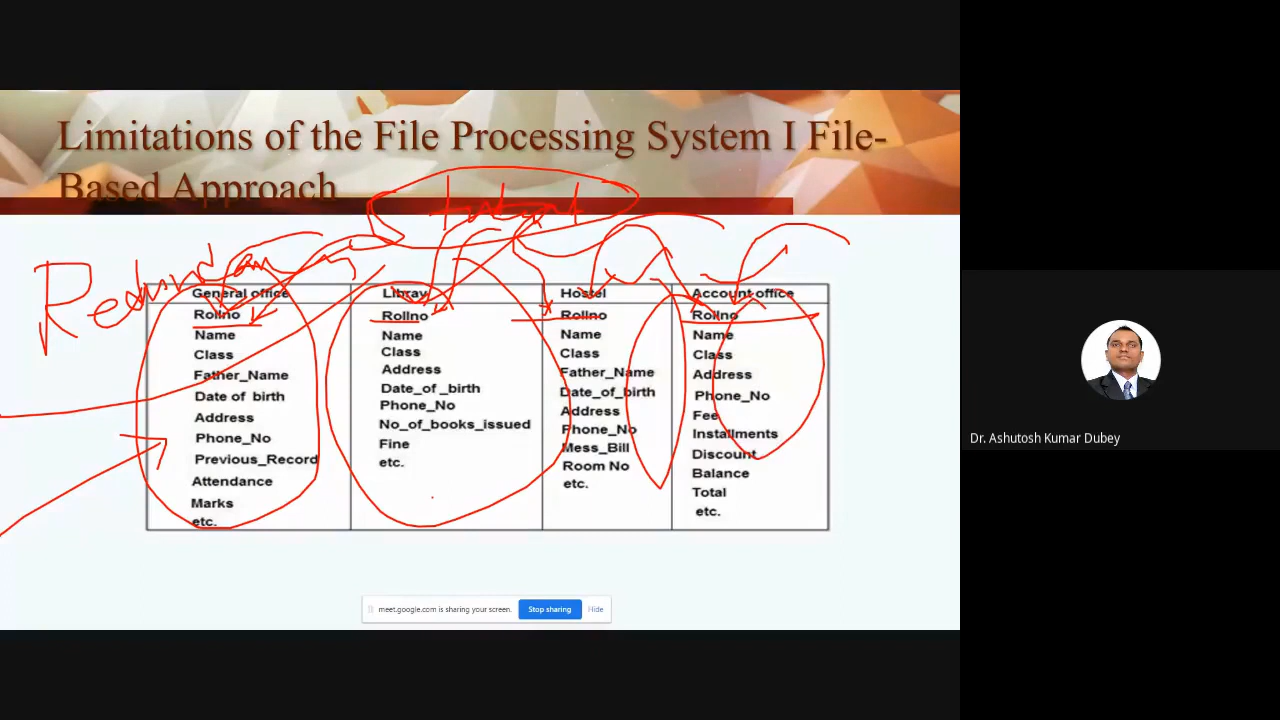 Limitations of the File Processing System I File-
Based Approach
General office
Rollno
Name
Class
Father_Name
Date of birth
Address
Phone_No
Previous_Record
Attendance
Marks
etc.
Libray
Rollno
Name
Class
Address
Date_of_birth
Phone_No
No_of_books_issued
Fine
etc.
Hostel
Rollno
Name
Class
Father_Name
Date_of_birth
Address
Phone_No
Mess_Bill
Room No
etc.
Account office
Rollno
Name
Class
Address
Phone_No
Fee
Installments
Discount
Balance
Total
etc.
meet.google.com is sharing your screen.
Stop sharing
Hide
Dr. Ashutosh Kumar Dubey